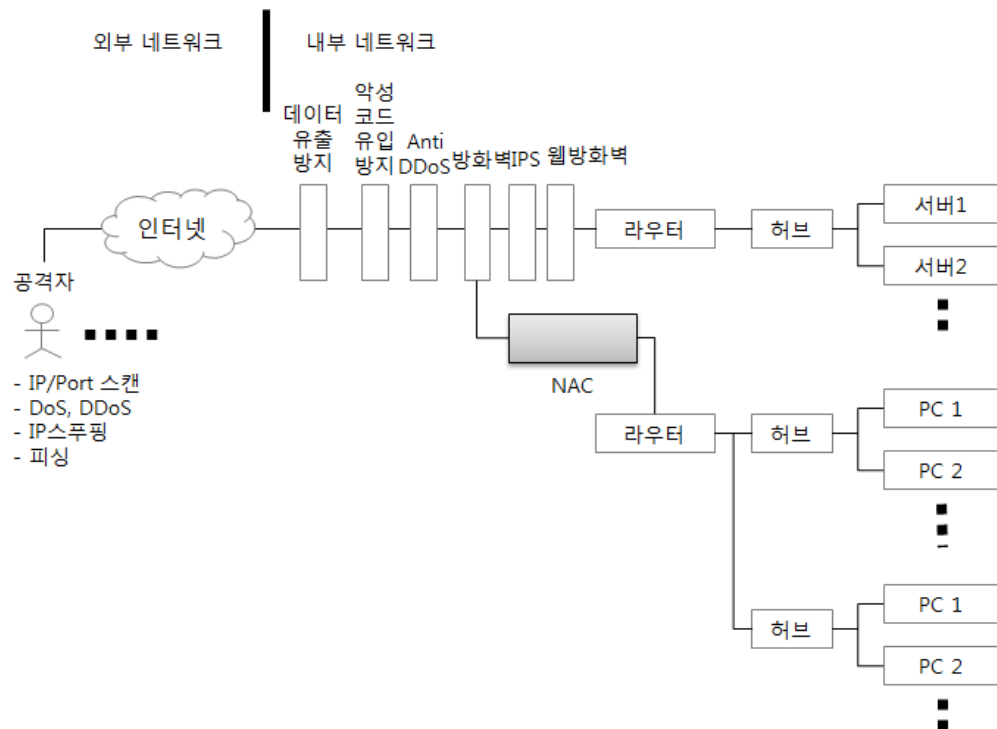 외부 네트워크
내부 네트워크
데이터
유출
방지
악성
코드
유입
방지
Anti
DDoS
방화벽
IPS
웹방화벽
인터넷
라우터
허브
서버1
서버2
공격자
- IP/Port 스캔
- DoS, DDoS
- IP스푸핑
- 피싱
NAC
라우터
허브
PC 1
PC 2
허브
PC 1
PC 2